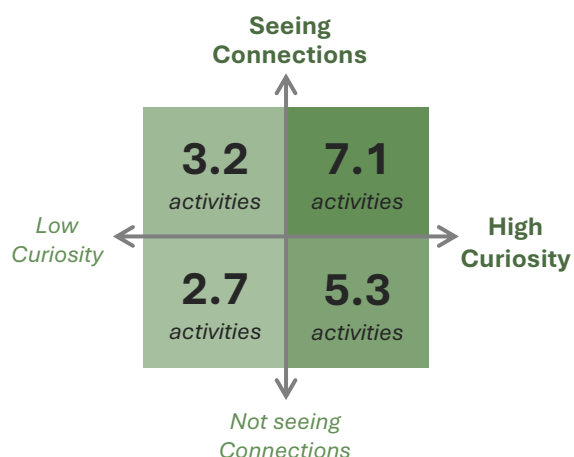 Seeing
Connections
3.2
activities
7.1
activities
Low
Curiosity
High
Curiosity
2.7
activities
5.3
activities
Not seeing
Connections